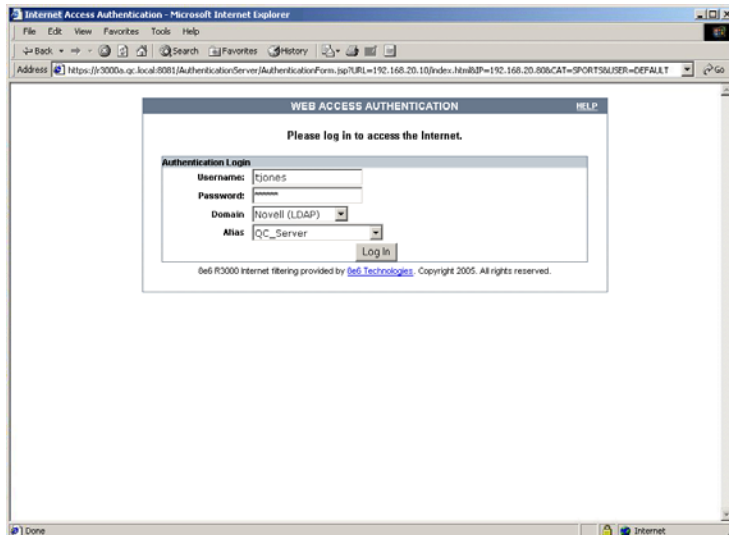 Internet Access Authentication - Microsoft Internet Explorer
File Edit View Favorites Tools Help
Back Search Favorites History
Address https://r3000a.qc.local:8081/AuthenticationServer/AuthenticationForm.jsp?URL=192.168.20.10/index.html&IP=192.168.20.80&CAT=SPORTS&USER=DEFAULT Go
WEB ACCESS AUTHENTICATION HELP
Please log in to access the Internet.
Authentication Login
Username: tjones
Password: ******
Domain Novell (LDAP)
Alias QC_Server
Log In
8e6 R3000 Internet filtering provided by 8e6 Technologies. Copyright 2005. All rights reserved.
Done Internet